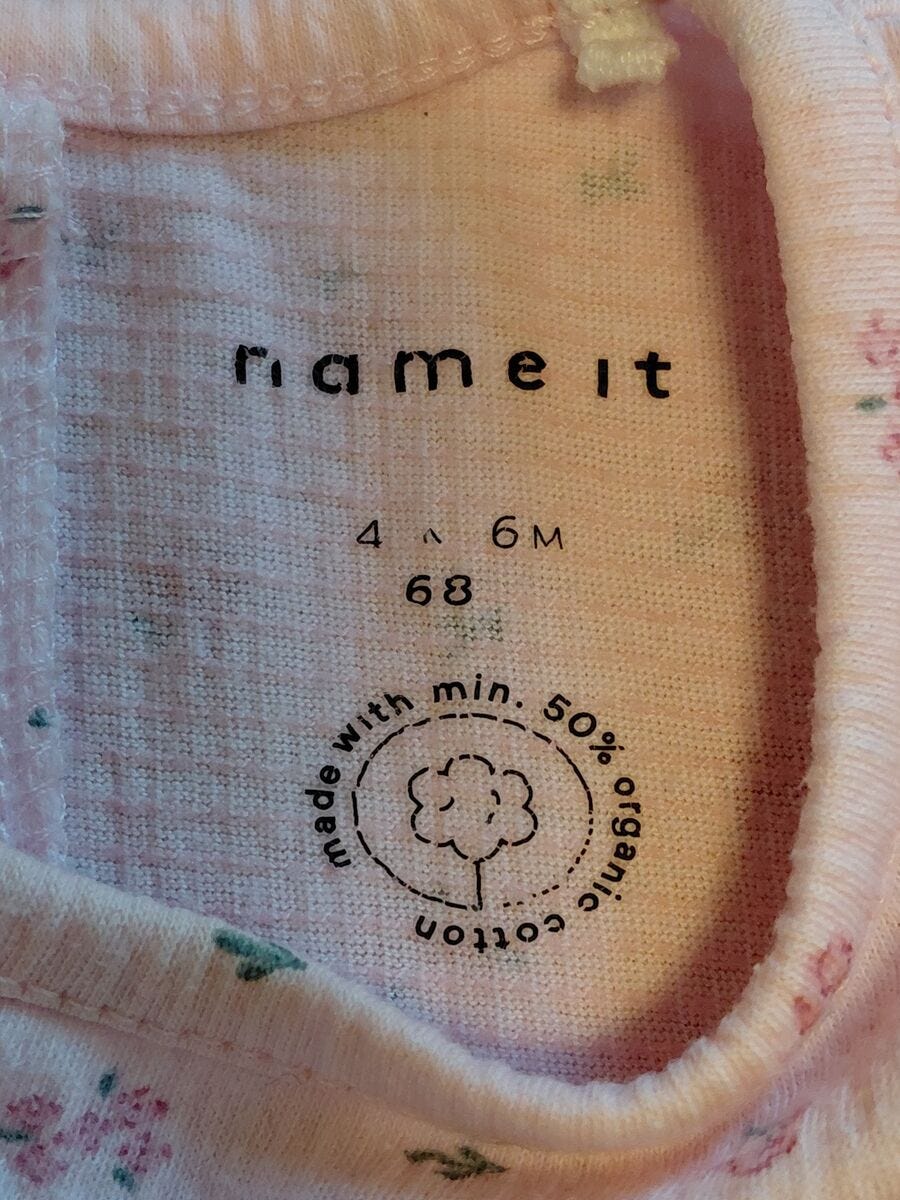 name it
4 - 6M
68
made with min. 50% organic cotton